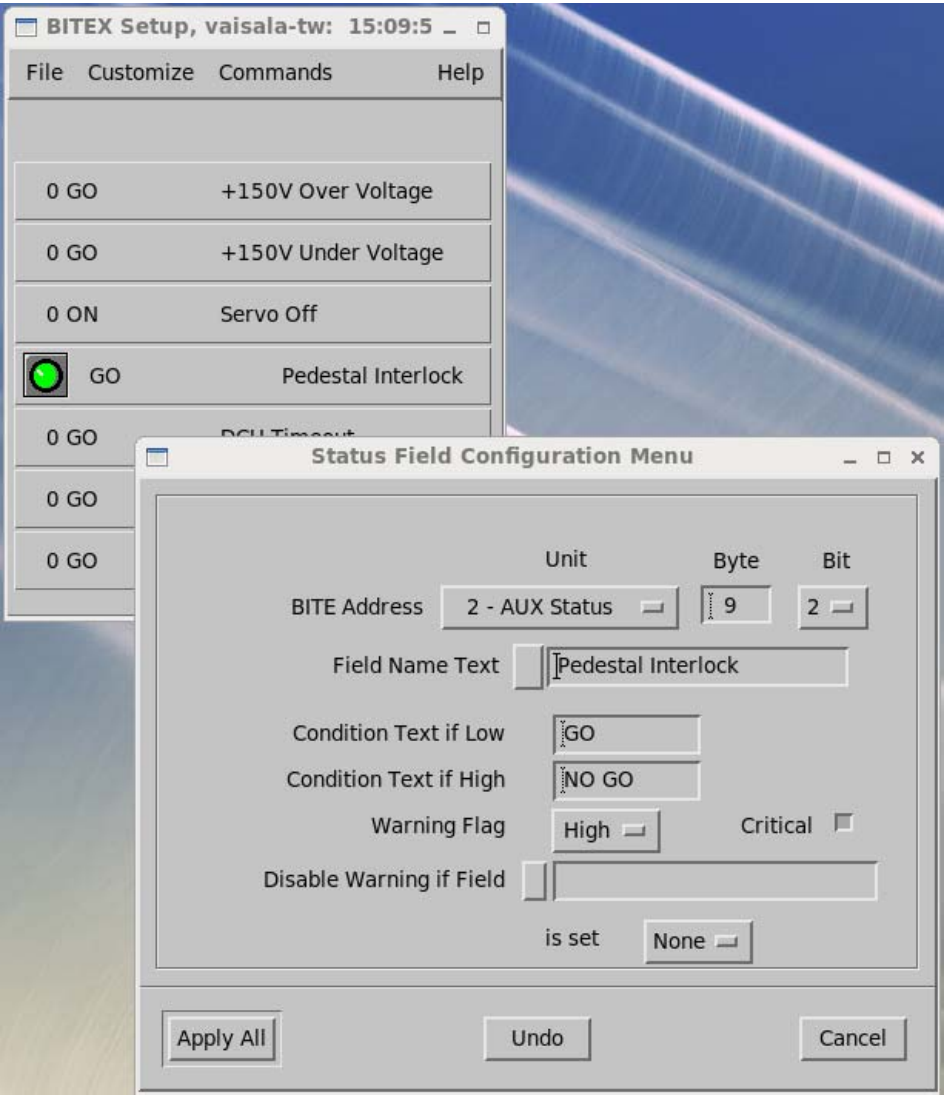 BITEX Setup, vaisala-tw: 15:09:5
File Customize Commands Help
0 GO +150V Over Voltage
0 GO +150V Under Voltage
0 ON Servo Off
GO Pedestal Interlock
0 GO DCU Timeout
0 GO
0 GO
Status Field Configuration Menu
Unit Byte Bit
BITE Address 2 - AUX Status 9 2
Field Name Text Pedestal Interlock
Condition Text if Low GO
Condition Text if High NO GO
Warning Flag High Critical
Disable Warning if Field
is set None
Apply All Undo Cancel